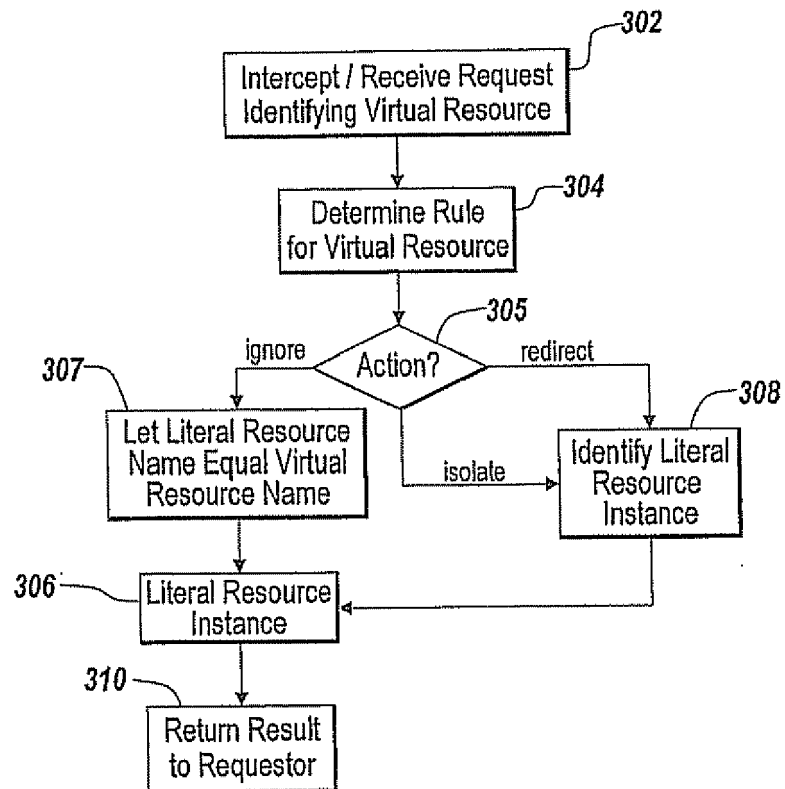 302
Intercept / Receive Request
Identifying Virtual Resource
304
Determine Rule
for Virtual Resource
305
Action?
ignore
redirect
isolate
307
Let Literal Resource
Name Equal Virtual
Resource Name
308
Identify Literal
Resource
Instance
306
Literal Resource
Instance
310
Return Result
to Requestor